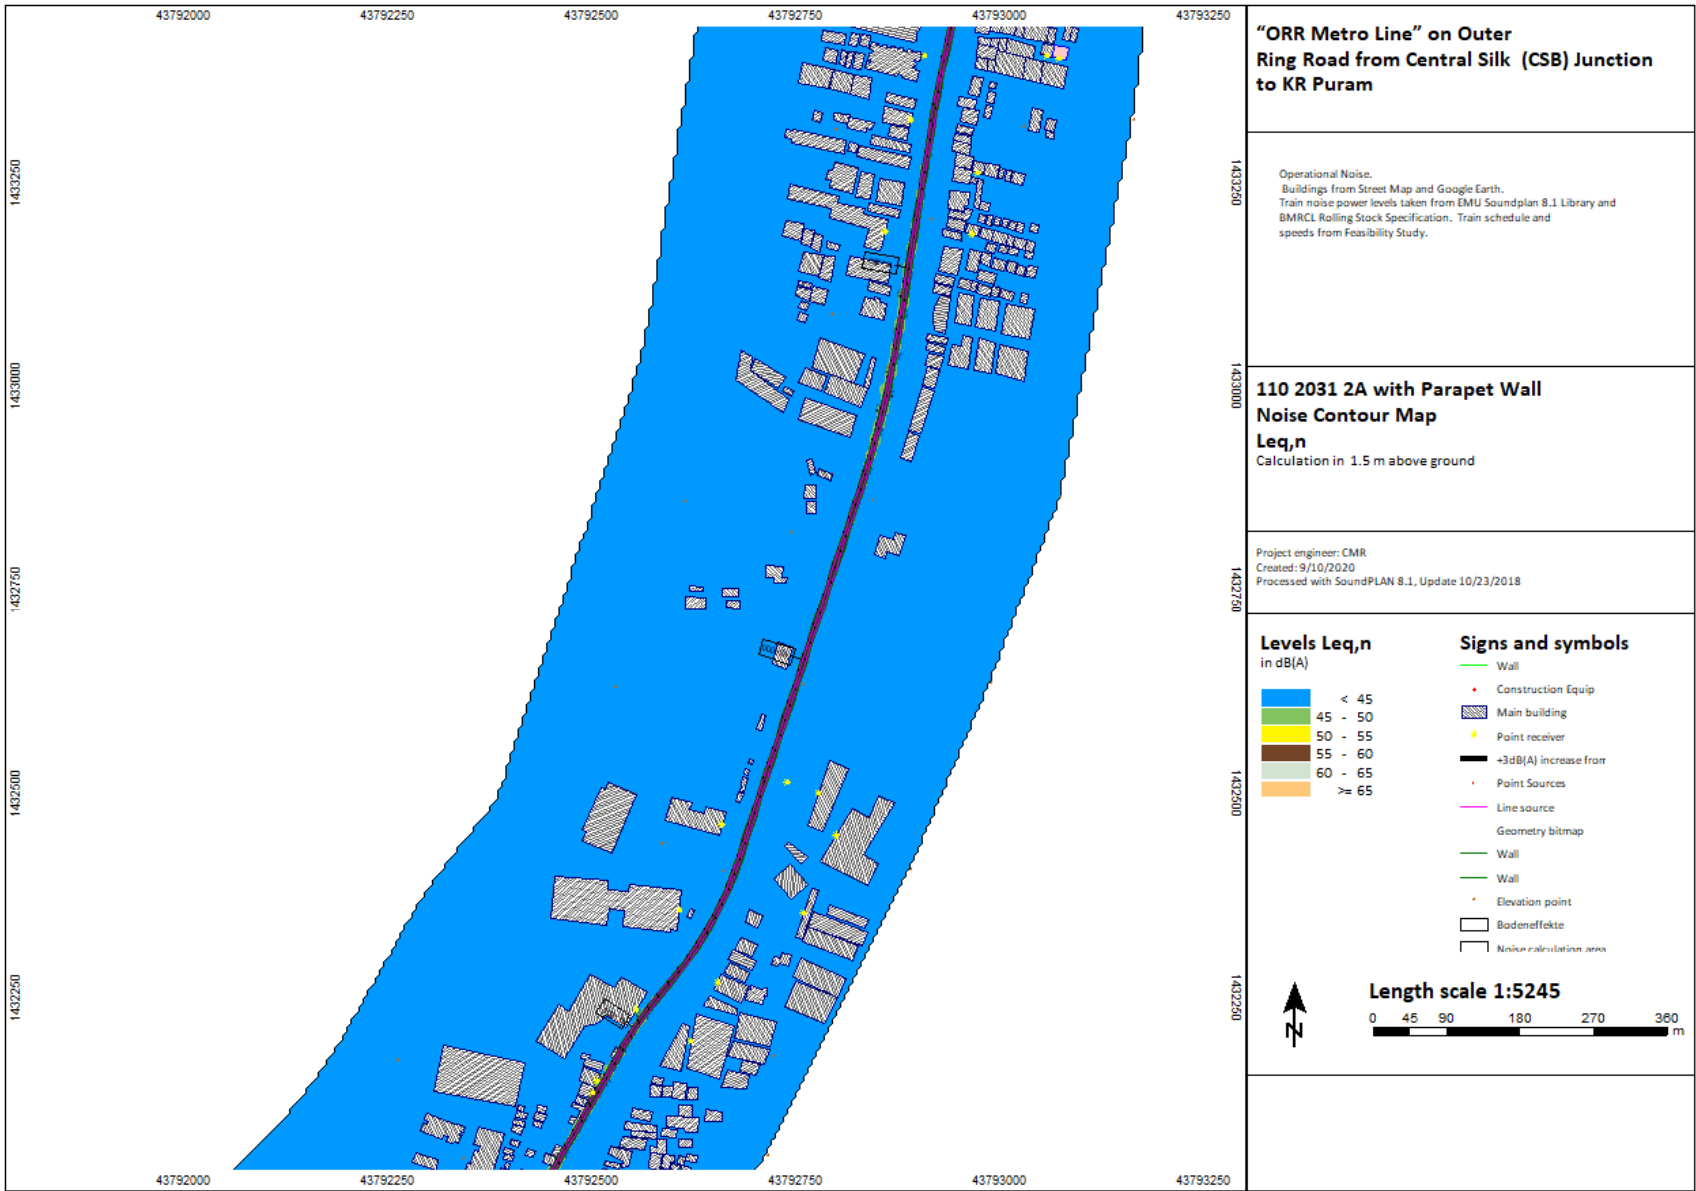 43792000 43792250 43792500 43792750 43793000 43793250
1433250
1433000
1432750
1432500
1432250
1433250
1433000
1432750
1432500
1432250
43792000 43792250 43792500 43792750 43793000 43793250
“ORR Metro Line” on Outer
Ring Road from Central Silk (CSB) Junction
to KR Puram
Operational Noise.
Buildings from Street Map and Google Earth.
Train noise power levels taken from EMU Soundplan 8.1 Library and
BMRCL Rolling Stock Specification. Train schedule and
speeds from Feasibility Study.
110 2031 2A with Parapet Wall
Noise Contour Map
Leq,n
Calculation in 1.5 m above ground
Project engineer: CMR
Created: 9/10/2020
Processed with SoundPLAN 8.1, Update 10/23/2018
Levels Leq,n
in dB(A)
< 45
45 - 50
50 - 55
55 - 60
60 - 65
>= 65
Signs and symbols
Wall
Construction Equip
Main building
Point receiver
+3dB(A) increase from
Point Sources
Line source
Geometry bitmap
Wall
Wall
Elevation point
Bodeneffekte
Noise calculation area
N
Length scale 1:5245
0 45 90 180 270 360
m